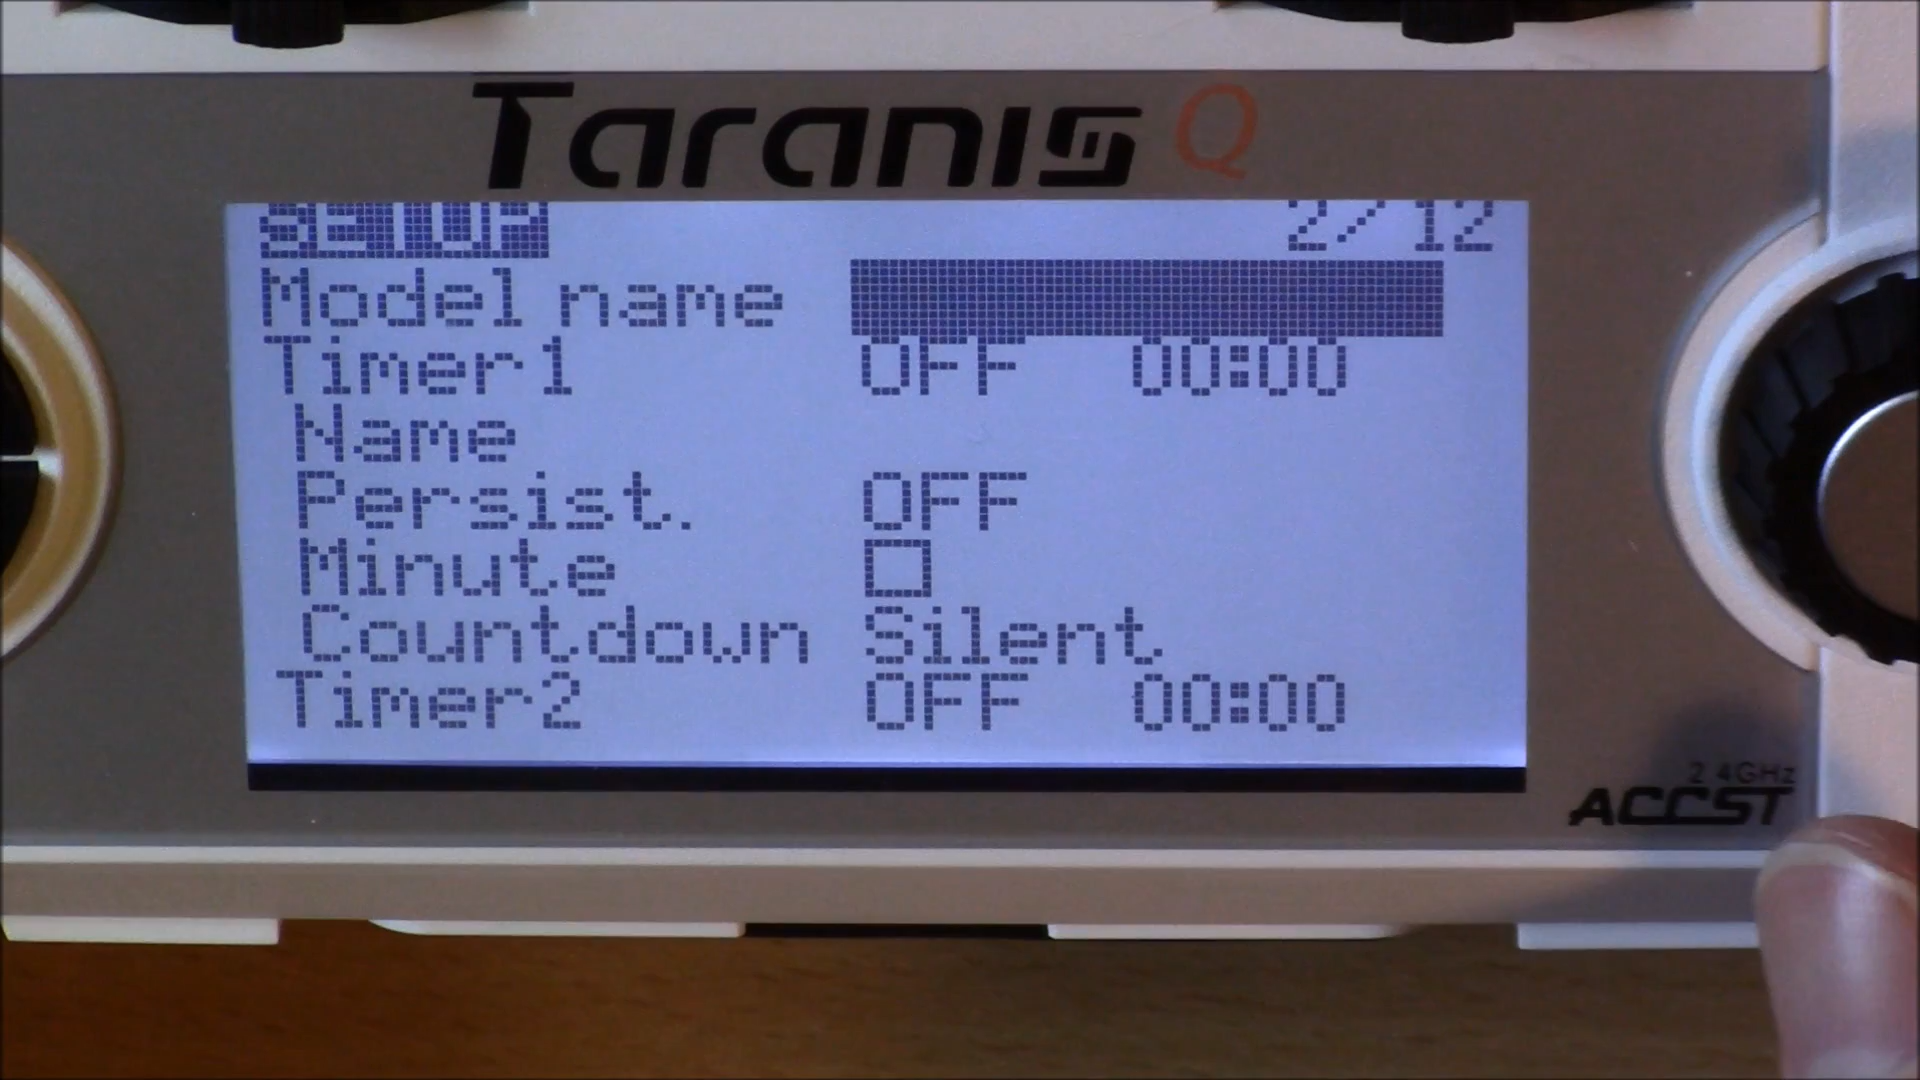 Taranis Q
SETUP 2/12
Model name
Timer1 OFF 00:00
Name
Persist. OFF
Minute
Countdown Silent
Timer2 OFF 00:00
2.4GHz
ACCST